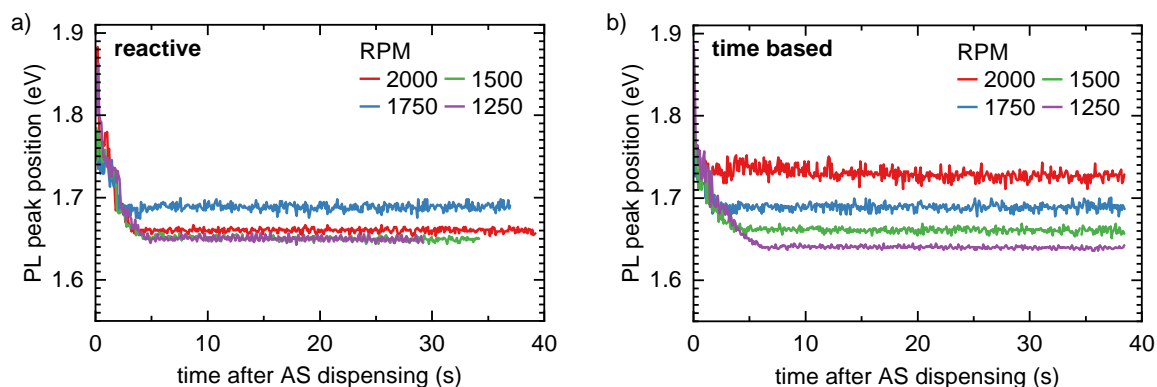 a)
reactive
RPM
2000 1500
1750 1250
PL peak position (eV)
1.9
1.8
1.7
1.6
0 10 20 30 40
time after AS dispensing (s)
b)
time based
RPM
2000 1500
1750 1250
PL peak position (eV)
1.9
1.8
1.7
1.6
0 10 20 30 40
time after AS dispensing (s)